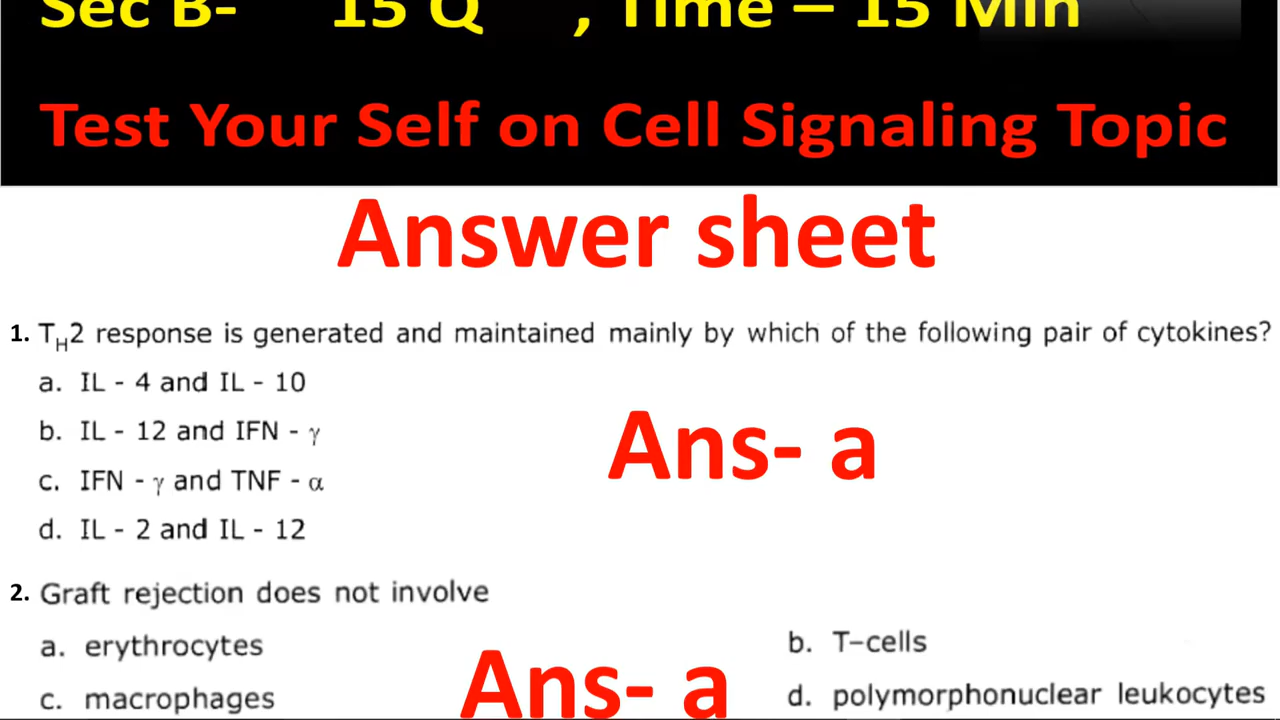 Sec B- 15 Q , Time – 15 Min
Test Your Self on Cell Signaling Topic
Answer sheet
1. TH2 response is generated and maintained mainly by which of the following pair of cytokines?
a. IL - 4 and IL - 10
b. IL - 12 and IFN - γ
Ans- a
c. IFN - γ and TNF - α
d. IL - 2 and IL - 12
2. Graft rejection does not involve
a. erythrocytes
b. T–cells
Ans- a
c. macrophages
d. polymorphonuclear leukocytes